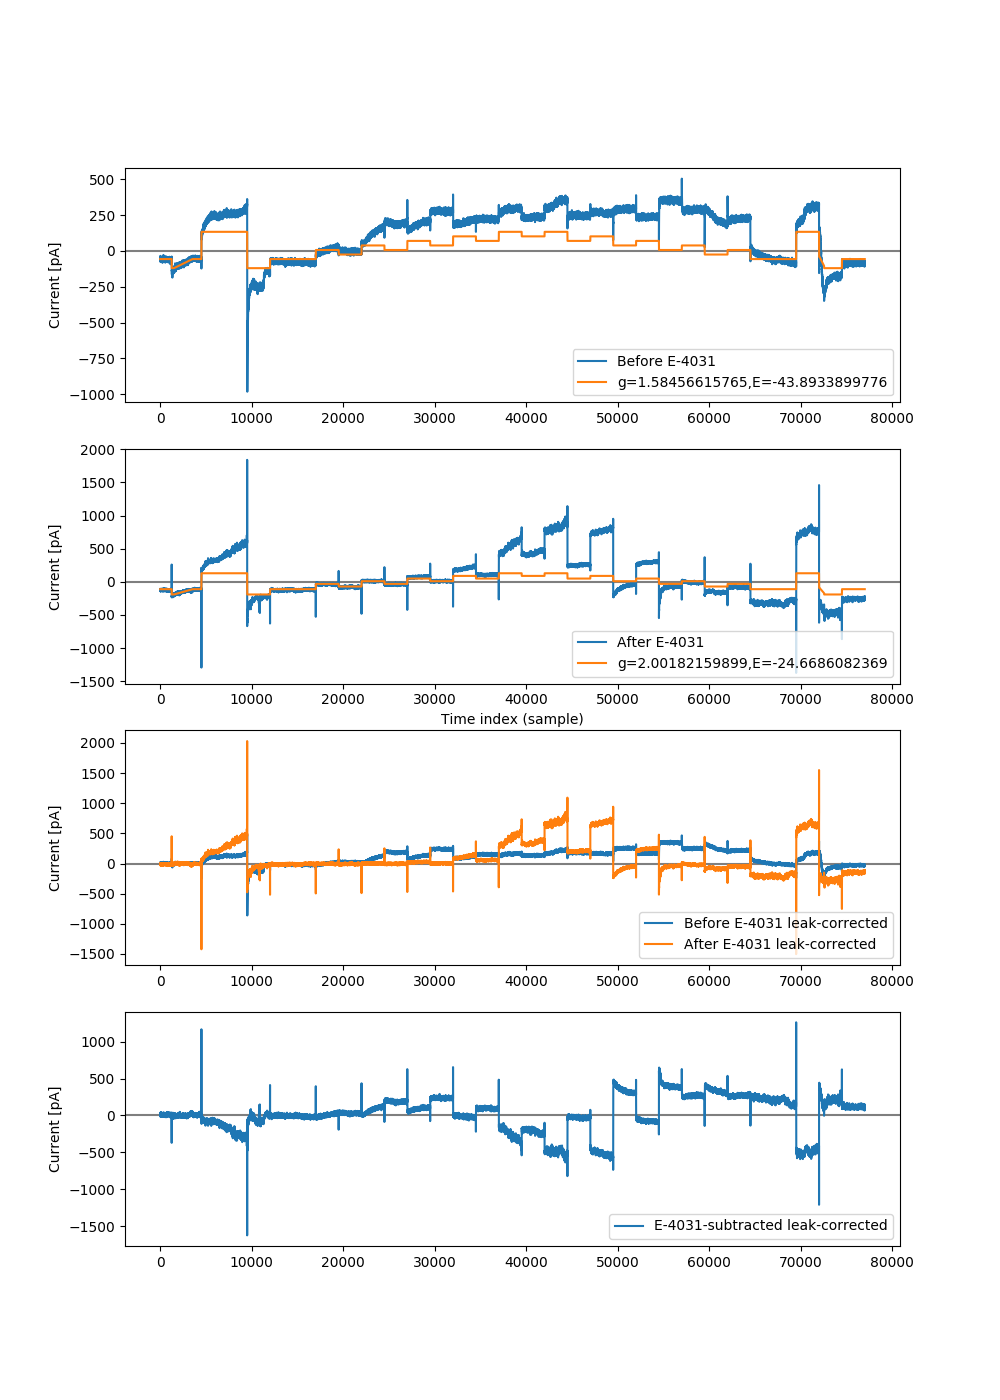 500
250
0
−250
−500
−750
−1000
Current [pA]
Before E-4031
g=1.58456615765,E=-43.8933899776
0 10000 20000 30000 40000 50000 60000 70000 80000
2000
1500
1000
500
0
−500
−1000
−1500
Current [pA]
After E-4031
g=2.00182159899,E=-24.6686082369
0 10000 20000 30000 40000 50000 60000 70000 80000
Time index (sample)
2000
1500
1000
500
0
−500
−1000
−1500
Current [pA]
Before E-4031 leak-corrected
After E-4031 leak-corrected
0 10000 20000 30000 40000 50000 60000 70000 80000
1000
500
0
−500
−1000
−1500
Current [pA]
E-4031-subtracted leak-corrected
0 10000 20000 30000 40000 50000 60000 70000 80000